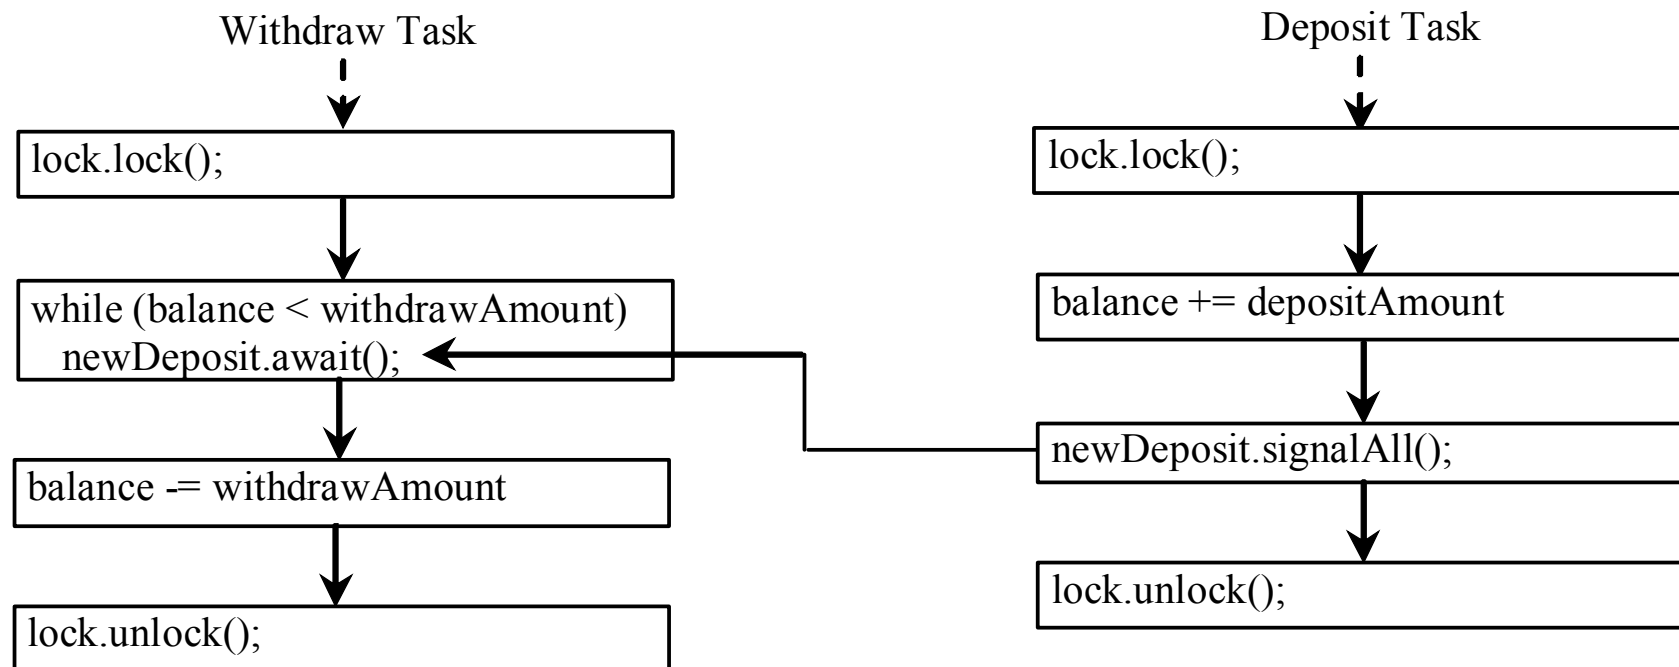 Withdraw Task
lock.lock();
while (balance < withdrawAmount)
newDeposit.await();
balance -= withdrawAmount
lock.unlock();
Deposit Task
lock.lock();
balance += depositAmount
newDeposit.signalAll();
lock.unlock();